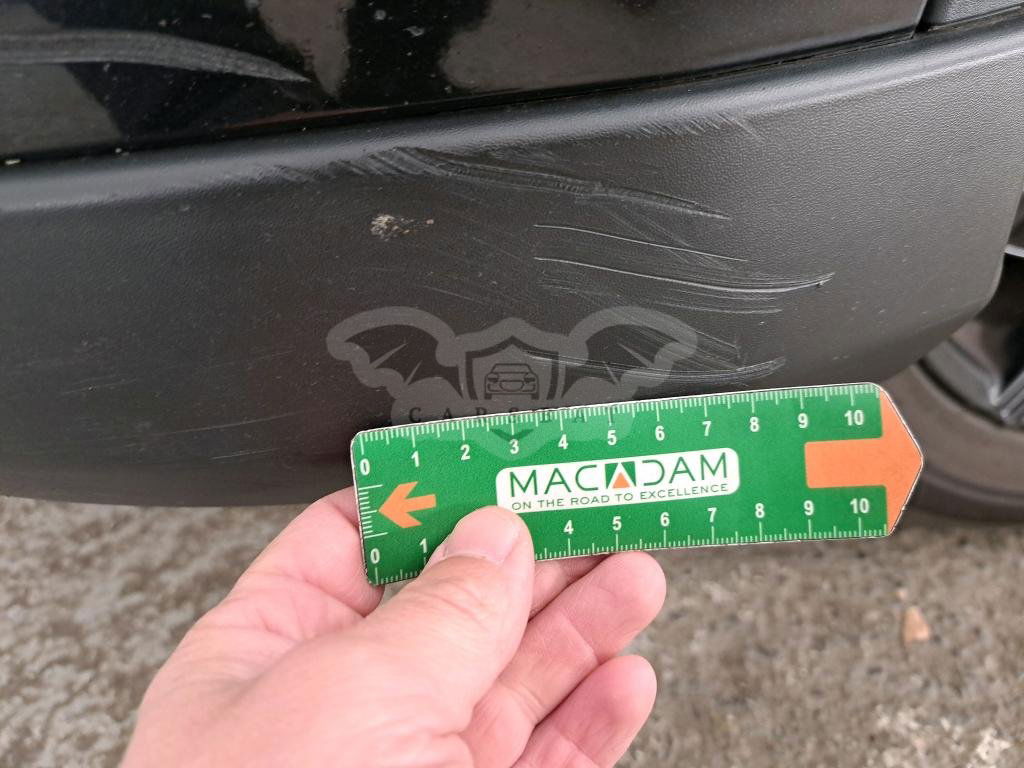 0 1 2 3 4 5 6 7 8 9 10
MACADAM
ON THE ROAD TO EXCELLENCE
0 1 4 5 6 7 8 9 10